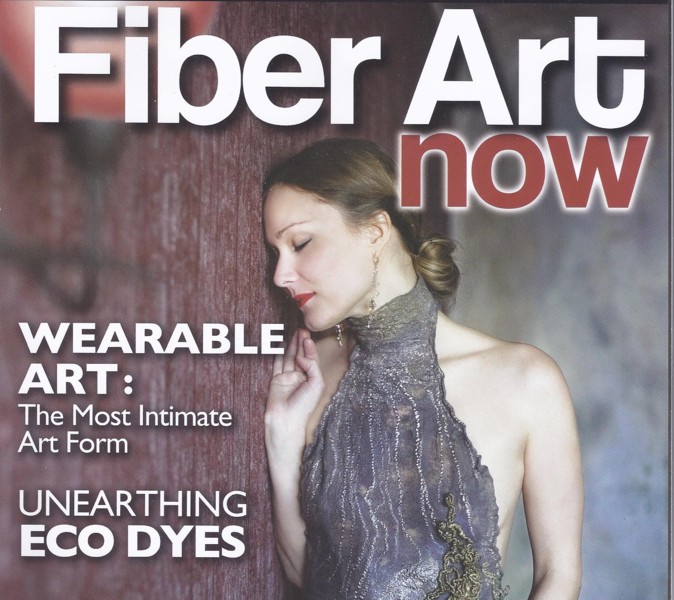 Fiber Art
now
WEARABLE
ART:
The Most Intimate
Art Form
UNEARTHING
ECO DYES